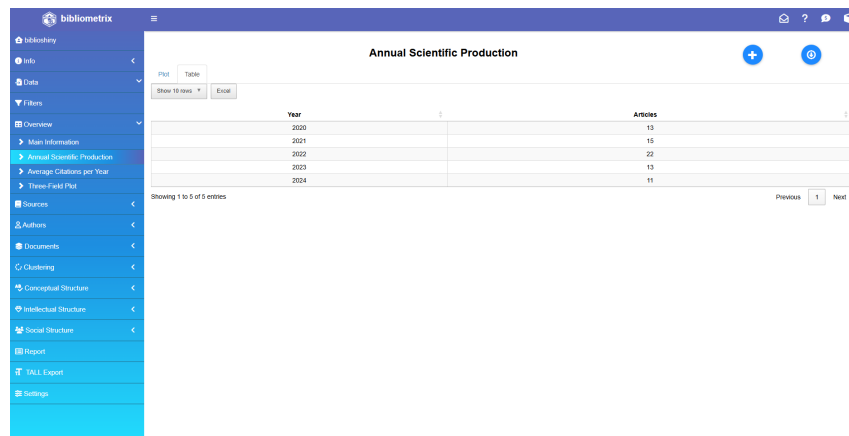 bibliometrix
biblioshiny
Info
Data
Filters
Overview
Main Information
Annual Scientific Production
Average Citations per Year
Three-Field Plot
Sources
Authors
Documents
Clustering
Conceptual Structure
Intellectual Structure
Social Structure
Report
TALL Export
Settings
Annual Scientific Production
Plot Table
Show 10 rows Excel
Year Articles
2020 13
2021 15
2022 22
2023 13
2024 11
Showing 1 to 5 of 5 entries Previous 1 Next